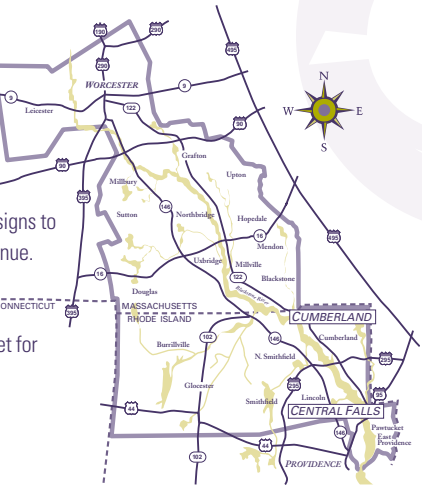 190
290
495
290
WORCESTER
9
9
122
Leicester
90
Grafton
N
W
E
S
90
Upton
Millbury
395
signs to
Sutton
146
Northbridge
Hopedale
nue.
16
Mendon
495
Uxbridge
Millville
16
122
Blackstone
Douglas
Blackstone River
CONNECTICUT
MASSACHUSETTS
395
RHODE ISLAND
CUMBERLAND
102
146
Cumberland
et for
Burrillville
N. Smithfield
295
Glocester
295
95
Smithfield
Lincoln
44
CENTRAL FALLS
Pawtucket
146
East
Providence
44
102
PROVIDENCE